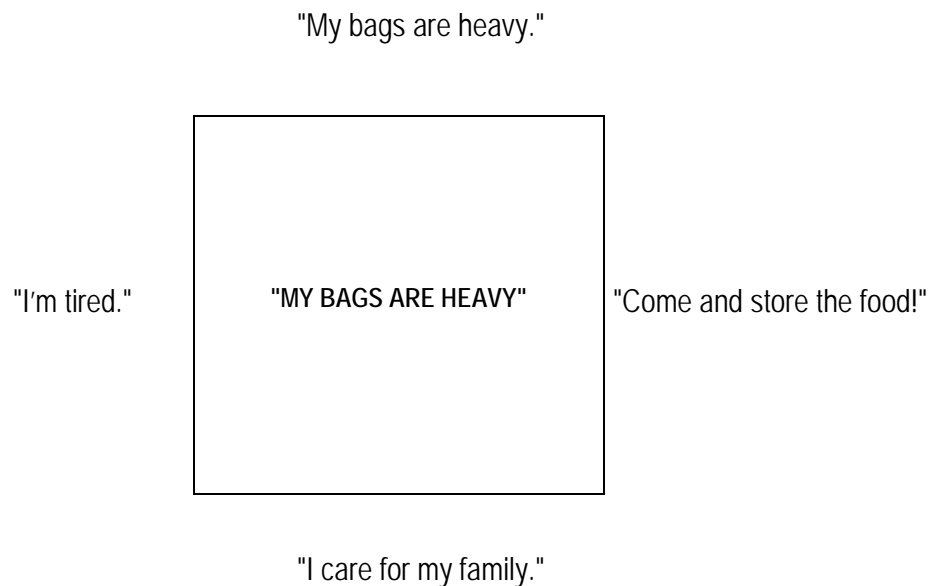 "My bags are heavy."
"I'm tired."
"MY BAGS ARE HEAVY"
"Come and store the food!"
"I care for my family."